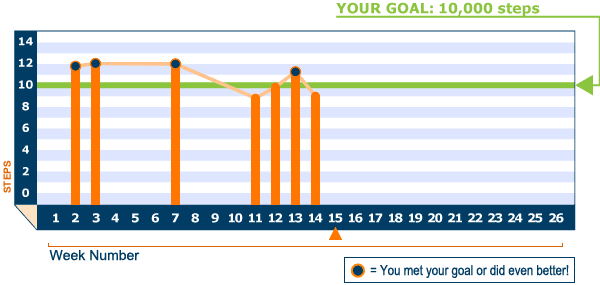 YOUR GOAL: 10,000 steps
14
12
10
8
6
4
2
0
STEPS
1 2 3 4 5 6 7 8 9 10 11 12 13 14 15 16 17 18 19 20 21 22 23 24 25 26
Week Number
= You met your goal or did even better!